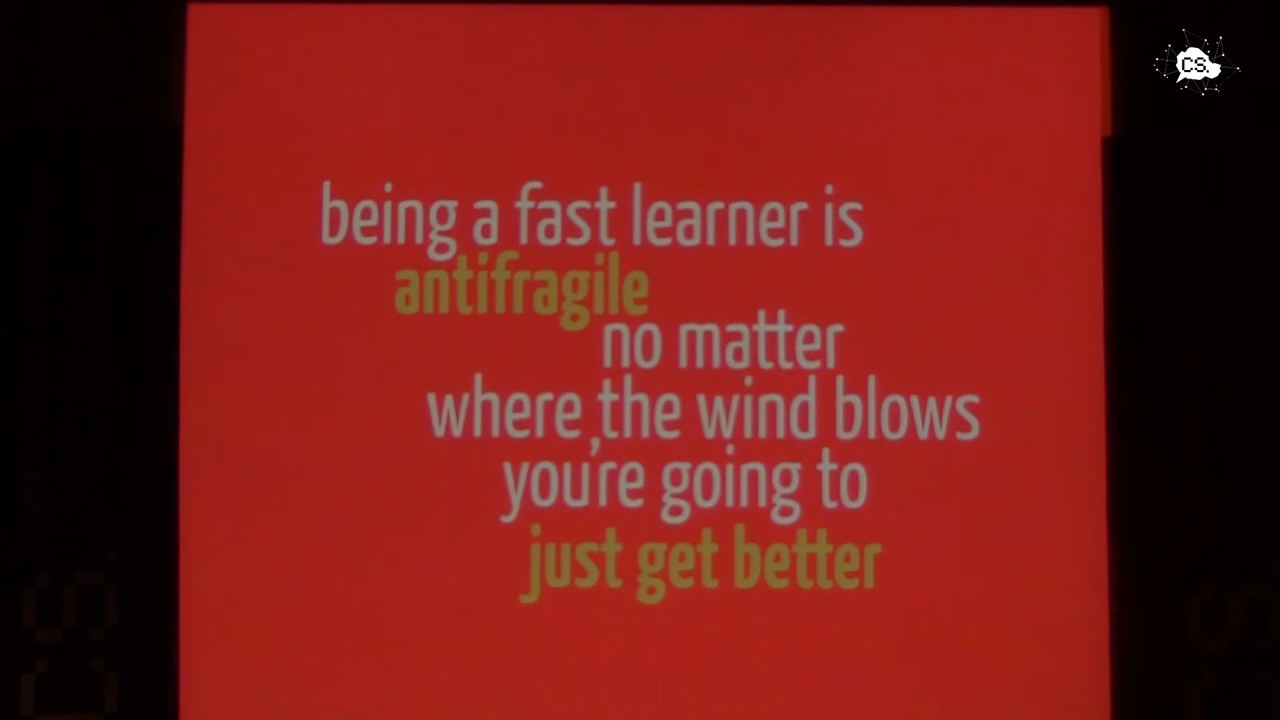 CS.
being a fast learner is
antifragile
no matter
where the wind blows
you're going to
just get better
CS